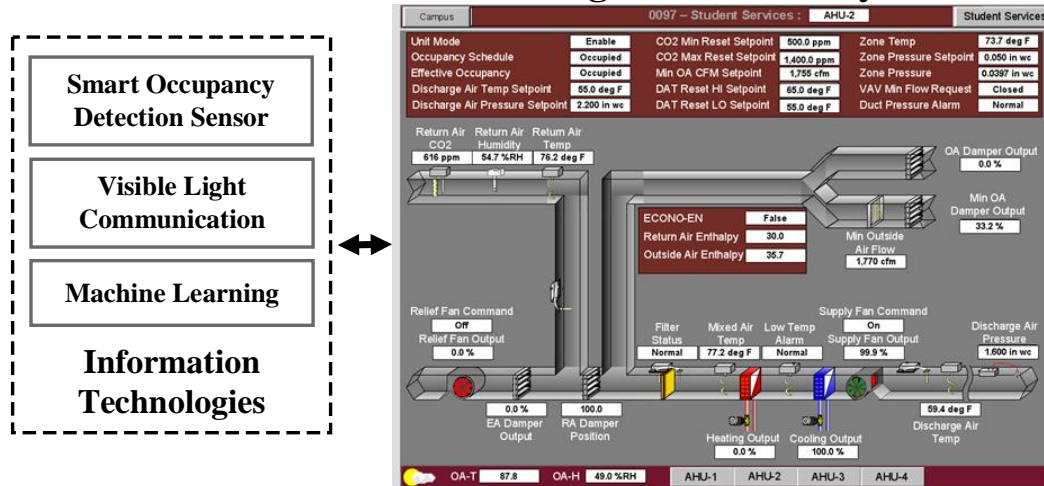 Smart Occupancy
Detection Sensor
Visible Light
Communication
Machine Learning
Information
Technologies
Campus
0097 – Student Services : AHU-2
Student Services
Unit Mode Enable
Occupancy Schedule Occupied
Effective Occupancy Occupied
Discharge Air Temp Setpoint 55.0 deg F
Discharge Air Pressure Setpoint 2.200 in wc
CO2 Min Reset Setpoint 500.0 ppm
CO2 Max Reset Setpoint 1,400.0 ppm
Min OA CFM Setpoint 1,755 cfm
DAT Reset HI Setpoint 65.0 deg F
DAT Reset LO Setpoint 55.0 deg F
Zone Temp 73.7 deg F
Zone Pressure Setpoint 0.050 in wc
Zone Pressure 0.0397 in wc
VAV Min Flow Request Closed
Duct Pressure Alarm Normal
Return Air
CO2
616 ppm
Return Air
Humidity
54.7 %RH
Return Air
Temp
76.2 deg F
OA Damper Output
0.0 %
Min OA
Damper Output
33.2 %
ECONO-EN False
Return Air Enthalpy 30.0
Outside Air Enthalpy 35.7
Min Outside
Air Flow
1,770 cfm
Relief Fan Command
Off
Relief Fan Output
0.0 %
Filter
Status
Normal
Mixed Air
Temp
77.2 deg F
Low Temp
Alarm
Normal
Supply Fan Command
On
Supply Fan Output
99.9 %
Discharge Air
Pressure
1.600 in wc
0.0 %
EA Damper
Output
100.0
RA Damper
Position
Heating Output
0.0 %
Cooling Output
100.0 %
59.4 deg F
Discharge Air
Temp
OA-T 87.8
OA-H 49.0 %RH
AHU-1
AHU-2
AHU-3
AHU-4